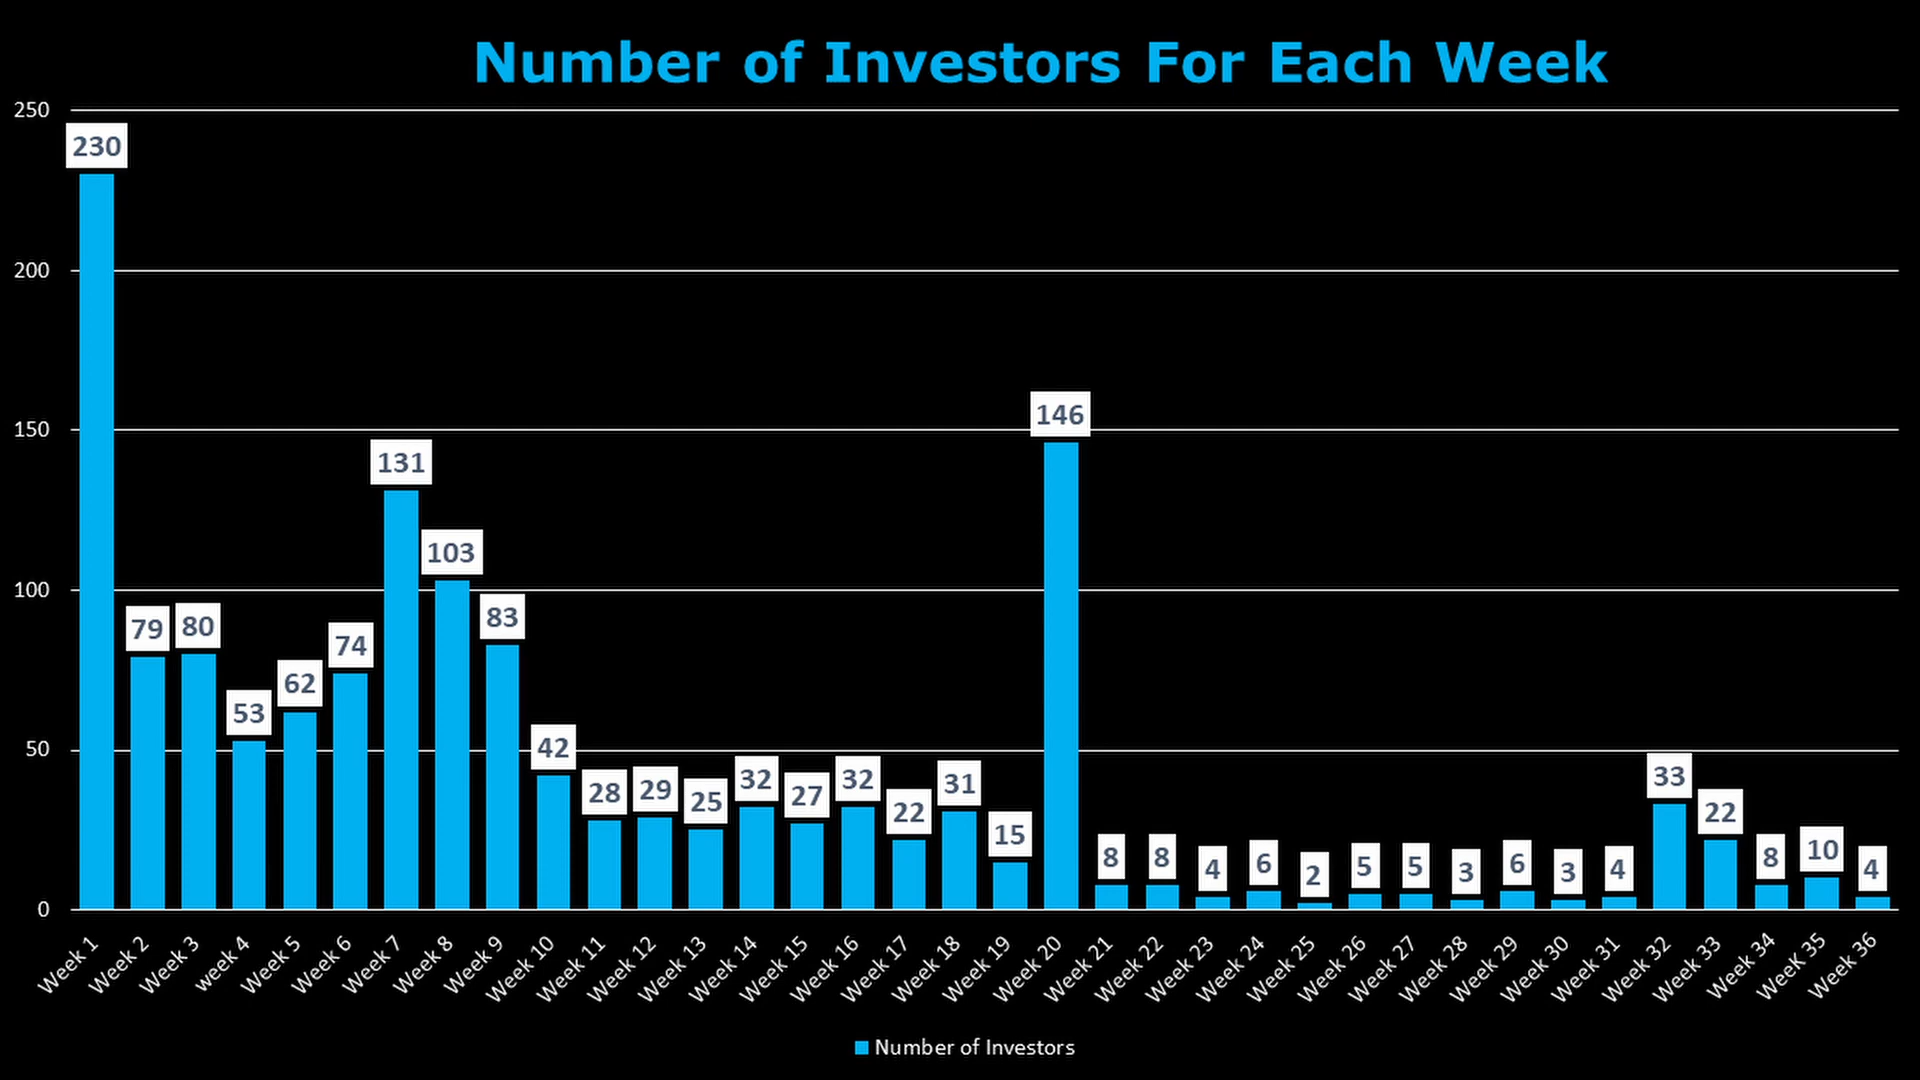 Number of Investors For Each Week
250
200
150
100
50
0
230
79
80
53
62
74
131
103
83
42
28
29
25
32
27
32
22
31
15
146
8
8
4
6
2
5
5
3
6
3
4
33
22
8
10
4
Week 1
Week 2
Week 3
week 4
Week 5
Week 6
Week 7
Week 8
Week 9
Week 10
Week 11
Week 12
Week 13
Week 14
Week 15
Week 16
Week 17
Week 18
Week 19
Week 20
Week 21
Week 22
Week 23
Week 24
Week 25
Week 26
Week 27
Week 28
Week 29
Week 30
Week 31
Week 32
Week 33
Week 34
Week 35
Week 36
Number of Investors